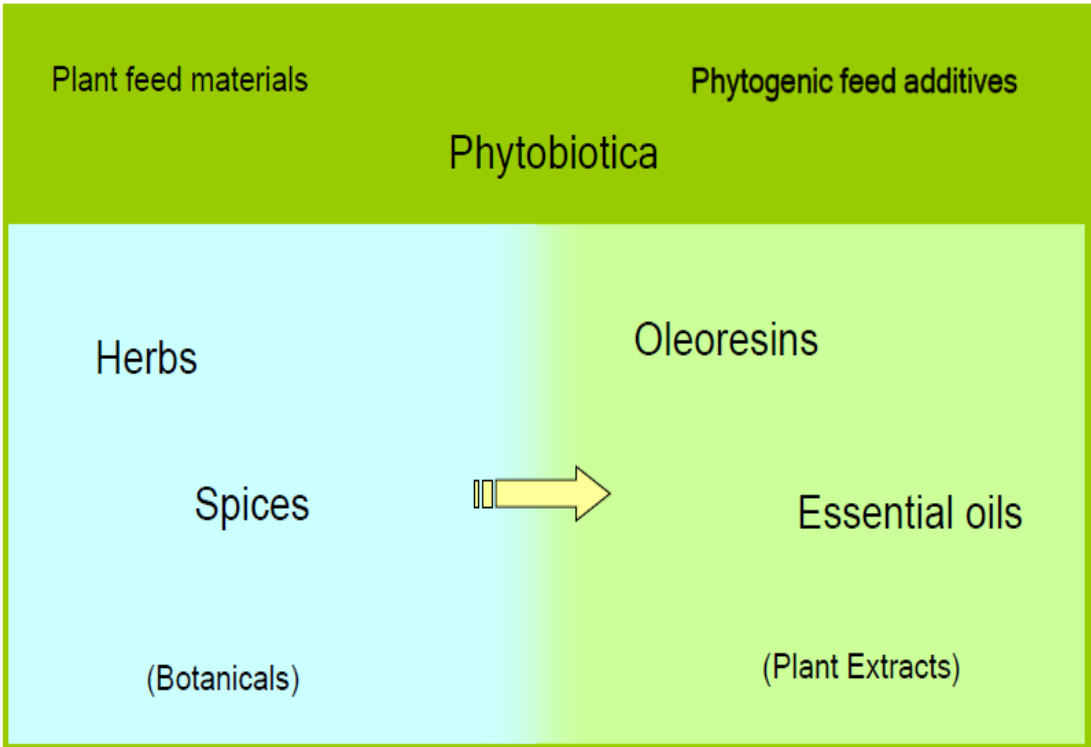 Plant feed materials
Phytogenic feed additives
Phytobiotica
Herbs
Oleoresins
Spices
Essential oils
(Botanicals)
(Plant Extracts)